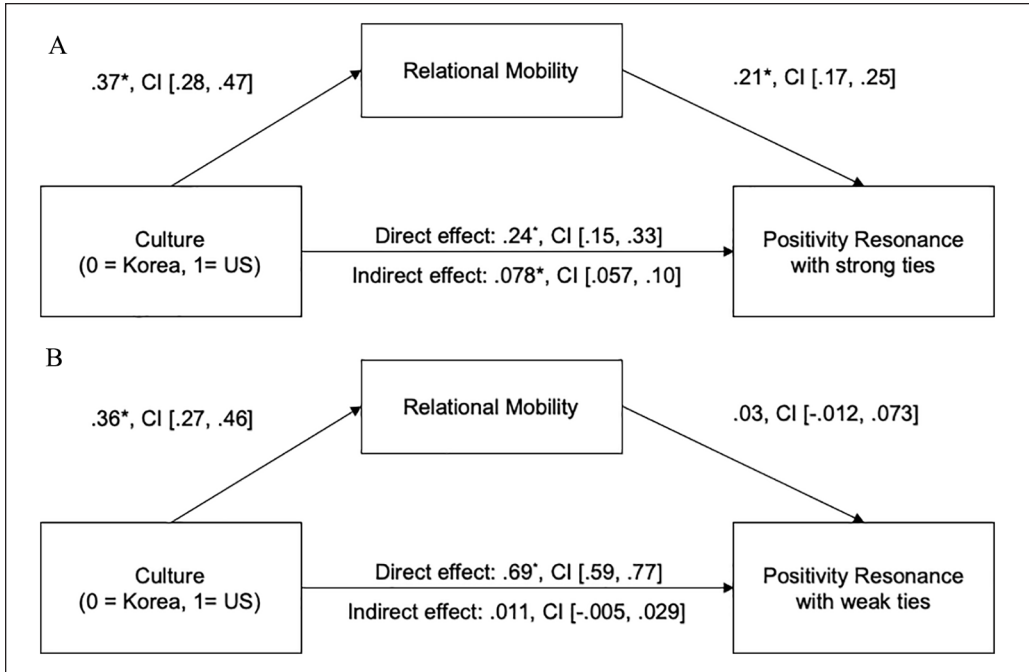 A
Relational Mobility
.37*, CI [.28, .47]
.21*, CI [.17, .25]
Culture
(0 = Korea, 1= US)
Direct effect: .24*, CI [.15, .33]
Indirect effect: .078*, CI [.057, .10]
Positivity Resonance
with strong ties
B
Relational Mobility
.36*, CI [.27, .46]
.03, CI [-.012, .073]
Culture
(0 = Korea, 1= US)
Direct effect: .69*, CI [.59, .77]
Indirect effect: .011, CI [-.005, .029]
Positivity Resonance
with weak ties